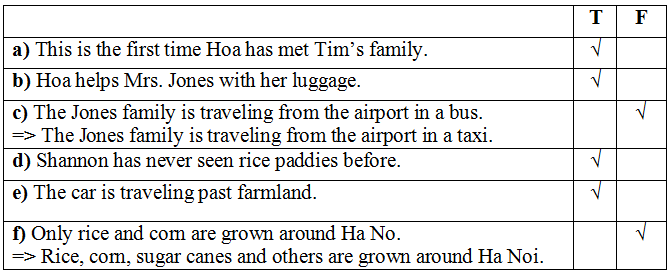 T F
a) This is the first time Hoa has met Tim’s family. √
b) Hoa helps Mrs. Jones with her luggage. √
c) The Jones family is traveling from the airport in a bus. √
=> The Jones family is traveling from the airport in a taxi.
d) Shannon has never seen rice paddies before. √
e) The car is traveling past farmland. √
f) Only rice and corn are grown around Ha No. √
=> Rice, corn, sugar canes and others are grown around Ha Noi.